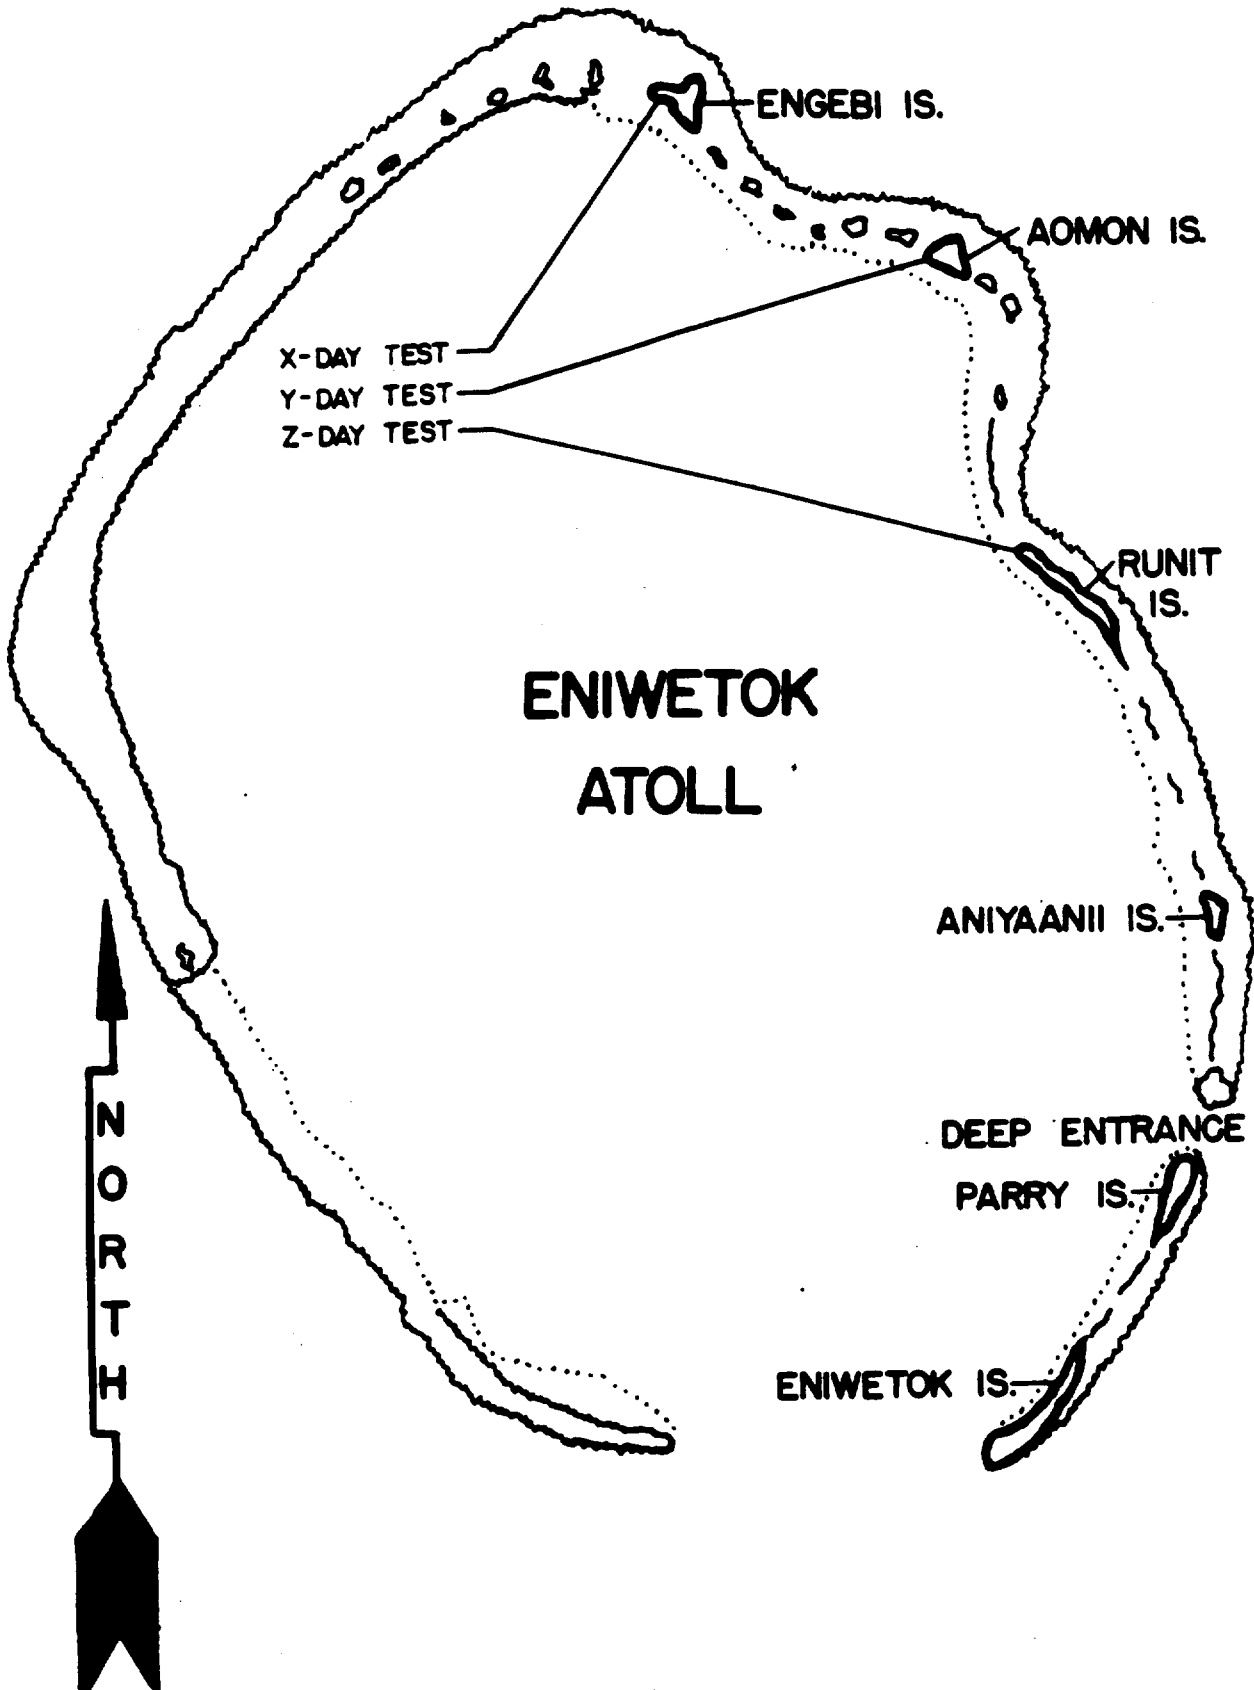 ENGEBI IS.
AOMON IS.
X-DAY TEST
Y-DAY TEST
Z-DAY TEST
RUNIT
IS.
ENIWETOK
ATOLL
ANIYAANII IS.
DEEP ENTRANCE
PARRY IS.
ENIWETOK IS.
NORTH